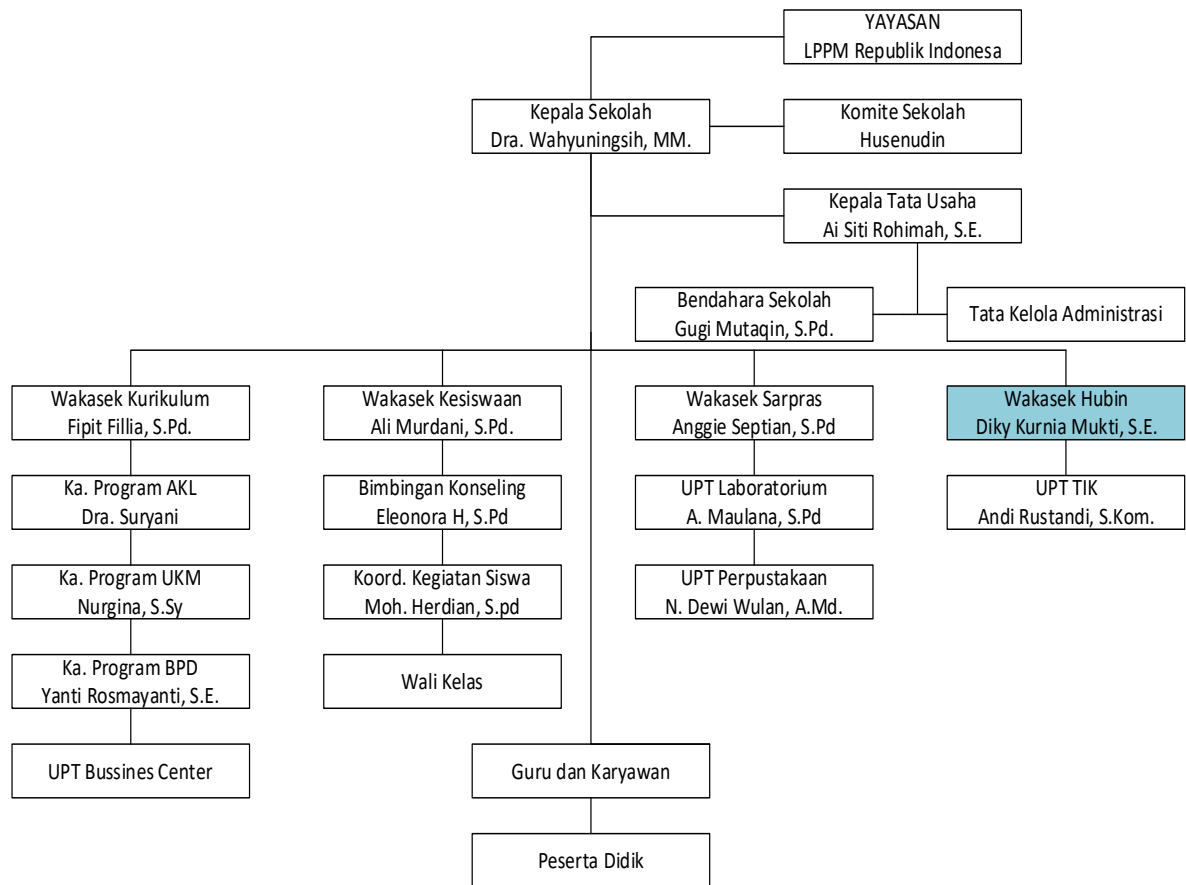 YAYASAN
LPPM Republik Indonesa
Kepala Sekolah
Dra. Wahyuningsih, MM.
Komite Sekolah
Husenudin
Kepala Tata Usaha
Ai Siti Rohimah, S.E.
Bendahara Sekolah
Gugi Mutaqin, S.Pd.
Tata Kelola Administrasi
Wakasek Kurikulum
Fipit Fillia, S.Pd.
Wakasek Kesiswaan
Ali Murdani, S.Pd.
Wakasek Sarpras
Anggie Septian, S.Pd
Wakasek Hubin
Diky Kurnia Mukti, S.E.
Ka. Program AKL
Dra. Suryani
Bimbingan Konseling
Eleonora H, S.Pd
UPT Laboratorium
A. Maulana, S.Pd
UPT TIK
Andi Rustandi, S.Kom.
Ka. Program UKM
Nurgina, S.Sy
Koord. Kegiatan Siswa
Moh. Herdian, S.pd
UPT Perpustakaan
N. Dewi Wulan, A.Md.
Ka. Program BPD
Yanti Rosmayanti, S.E.
Wali Kelas
UPT Bussines Center
Guru dan Karyawan
Peserta Didik